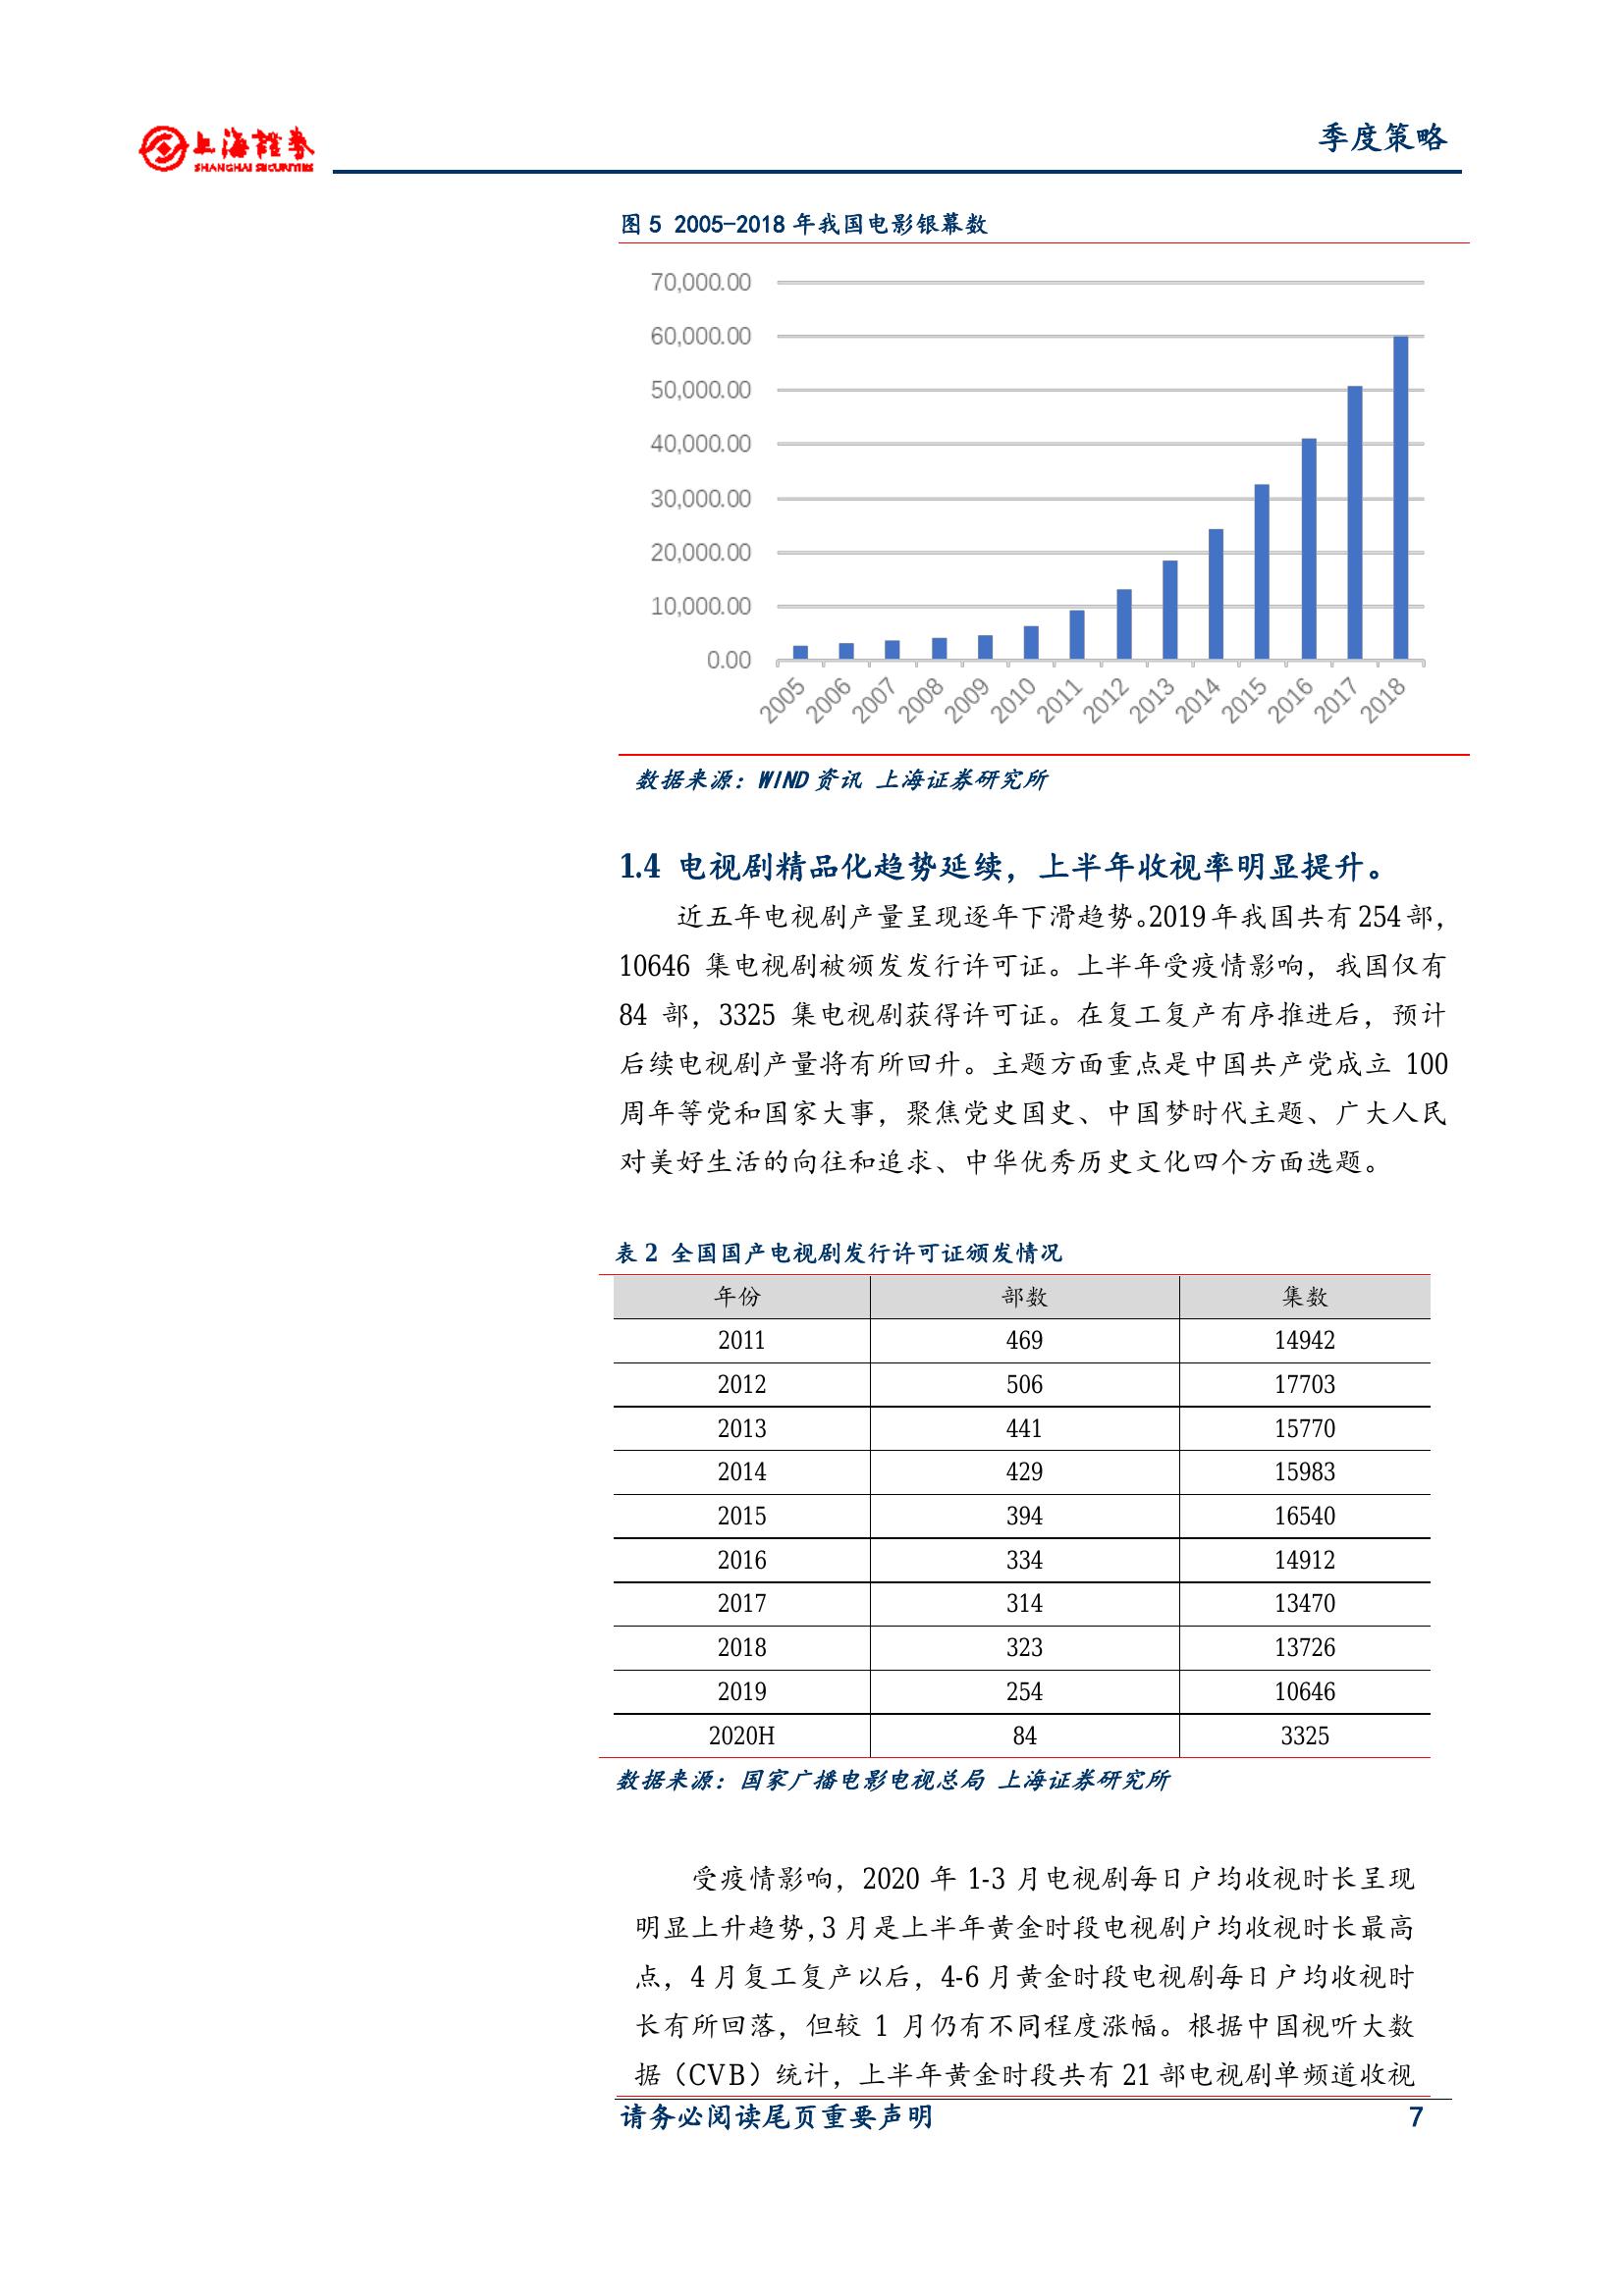 上海證券
SHANGHAI SECURITIES
季度策略
图 5 2005-2018 年我国电影银幕数
70,000.00
60,000.00
50,000.00
40,000.00
30,000.00
20,000.00
10,000.00
0.00
2005 2006 2007 2008 2009 2010 2011 2012 2013 2014 2015 2016 2017 2018
数据来源：WIND 资讯 上海证券研究所
1.4 电视剧精品化趋势延续，上半年收视率明显提升。
近五年电视剧产量呈现逐年下滑趋势。2019 年我国共有 254 部，
10646 集电视剧被颁发发行许可证。上半年受疫情影响，我国仅有
84 部，3325 集电视剧获得许可证。在复工复产有序推进后，预计
后续电视剧产量将有所回升。主题方面重点是中国共产党成立 100
周年等党和国家大事，聚焦党史国史、中国梦时代主题、广大人民
对美好生活的向往和追求、中华优秀历史文化四个方面选题。
表 2 全国国产电视剧发行许可证颁发情况
年份 部数 集数
2011 469 14942
2012 506 17703
2013 441 15770
2014 429 15983
2015 394 16540
2016 334 14912
2017 314 13470
2018 323 13726
2019 254 10646
2020H 84 3325
数据来源：国家广播电影电视总局 上海证券研究所
受疫情影响，2020 年 1-3 月电视剧每日户均收视时长呈现
明显上升趋势，3 月是上半年黄金时段电视剧户均收视时长最高
点，4 月复工复产以后，4-6 月黄金时段电视剧每日户均收视时
长有所回落，但较 1 月仍有不同程度涨幅。根据中国视听大数
据（CVB）统计，上半年黄金时段共有 21 部电视剧单频道收视
请务必阅读尾页重要声明 7